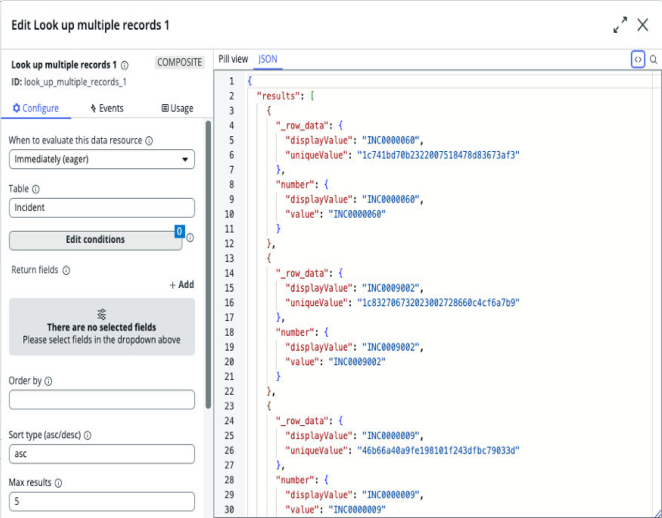 Edit Look up multiple records 1
Look up multiple records 1
COMPOSITE
ID: look_up_multiple_records_1
Configure
Events
Usage
When to evaluate this data resource
Immediately (eager)
Table
Incident
Edit conditions
0
Return fields
+ Add
There are no selected fields
Please select fields in the dropdown above
Order by
Sort type (asc/desc)
asc
Max results
5
Pill view JSON
1 {
2 "results": [
3 {
4 "_row_data": {
5 "displayValue": "INC0000060",
6 "uniqueValue": "1c741bd70b2322007518478d83673af3"
7 },
8 "number": {
9 "displayValue": "INC0000060",
10 "value": "INC0000060"
11 }
12 },
13 {
14 "_row_data": {
15 "displayValue": "INC0009002",
16 "uniqueValue": "1c832706732023002728660c4cf6a7b9"
17 },
18 "number": {
19 "displayValue": "INC0009002",
20 "value": "INC0009002"
21 }
22 },
23 {
24 "_row_data": {
25 "displayValue": "INC0000009",
26 "uniqueValue": "46b66a40a9fe198101f243dfbc79033d"
27 },
28 "number": {
29 "displayValue": "INC0000009",
30 "value": "INC0000009"